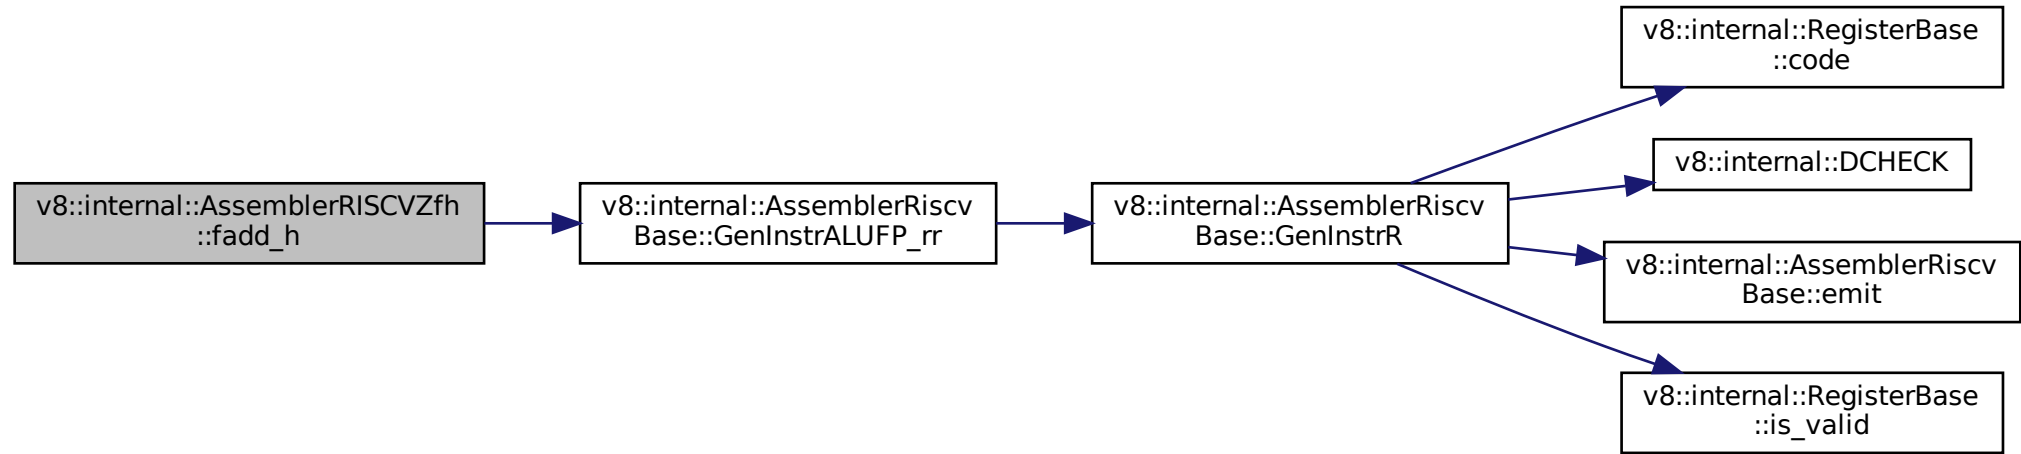 v8::internal::AssemblerRISCVZfh
::fadd_h
v8::internal::AssemblerRiscv
Base::GenInstrALUFP_rr
v8::internal::AssemblerRiscv
Base::GenInstrR
v8::internal::RegisterBase
::code
v8::internal::DCHECK
v8::internal::AssemblerRiscv
Base::emit
v8::internal::RegisterBase
::is_valid